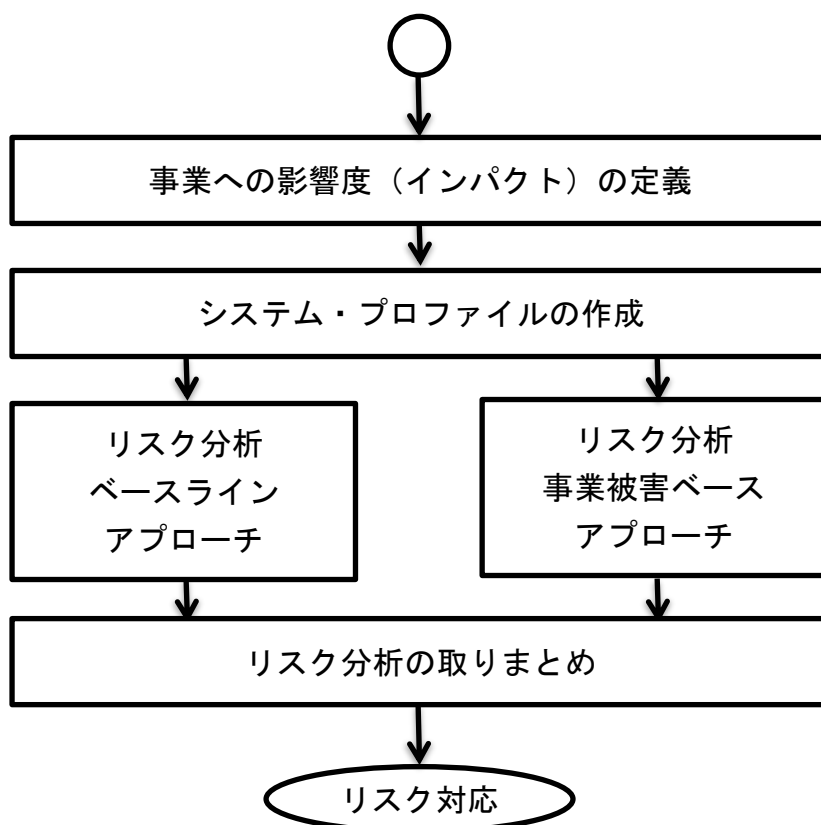 事業への影響度（インパクト）の定義
システム・プロファイルの作成
リスク分析
ベースライン
アプローチ
リスク分析
事業被害ベース
アプローチ
リスク分析の取りまとめ
リスク対応